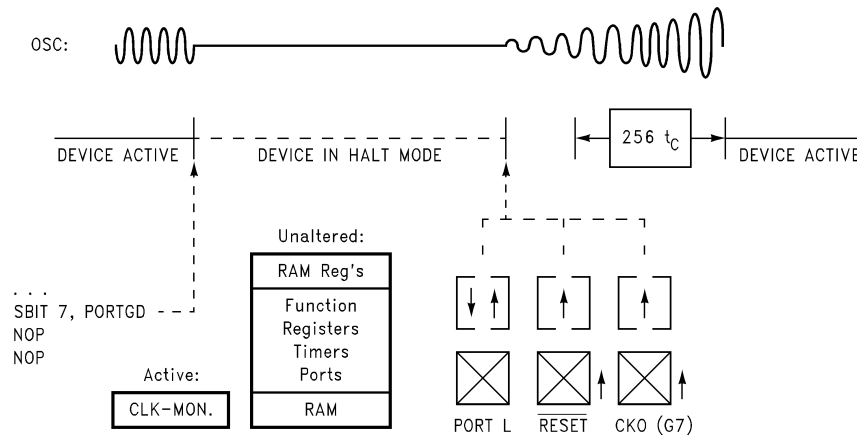 OSC:
256 tC
DEVICE ACTIVE
DEVICE IN HALT MODE
DEVICE ACTIVE
Unaltered:
RAM Reg's
Function
Registers
Timers
Ports
RAM
. . .
SBIT 7, PORTGD
NOP
NOP
Active:
CLK-MON.
PORT L
RESET
CKO (G7)